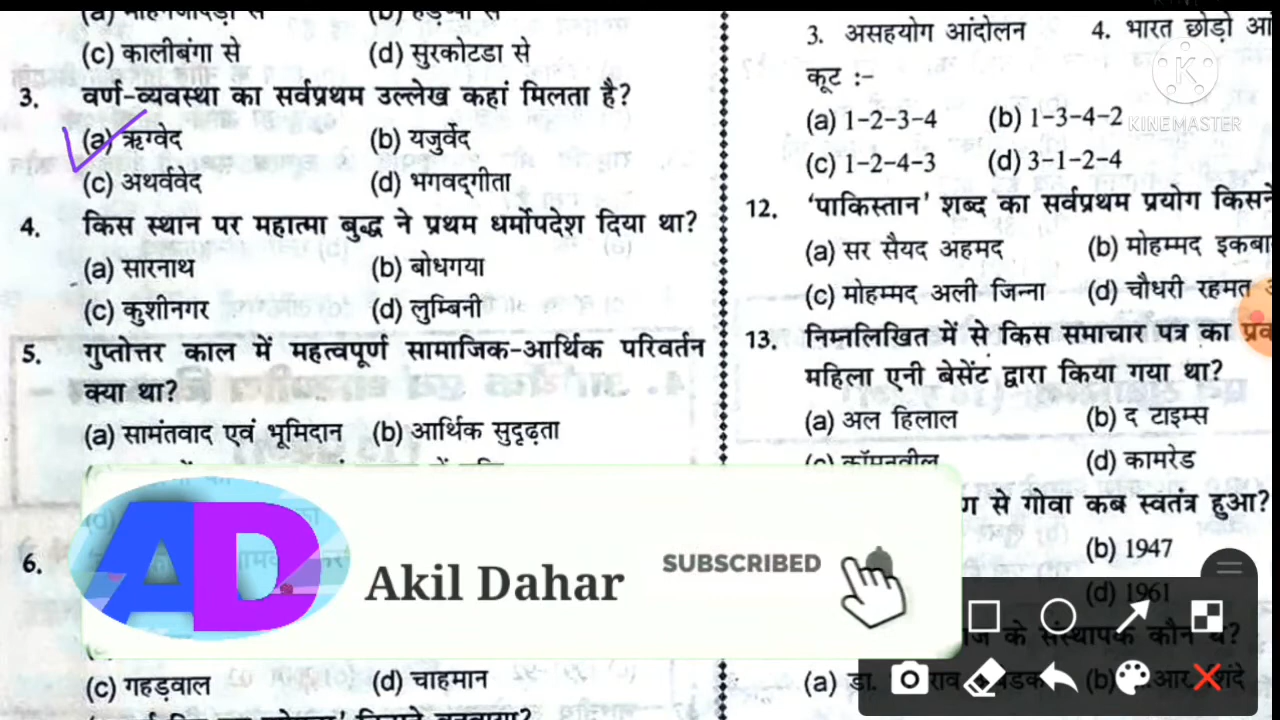 (c) कालीबंगा से (d) सुरकोटडा से
3. वर्ण-व्यवस्था का सर्वप्रथम उल्लेख कहां मिलता है?
(a) ऋग्वेद (b) यजुर्वेद
(c) अथर्ववेद (d) भगवद्गीता
4. किस स्थान पर महात्मा बुद्ध ने प्रथम धर्मोपदेश दिया था?
(a) सारनाथ (b) बोधगया
(c) कुशीनगर (d) लुम्बिनी
5. गुप्तोत्तर काल में महत्वपूर्ण सामाजिक-आर्थिक परिवर्तन
क्या था?
(a) सामंतवाद एवं भूमिदान (b) आर्थिक सुदृढ़ता
6.
(c) गहड़वाल (d) चाहमान
3. असहयोग आंदोलन 4. भारत छोड़ो
कूट :-
(a) 1-2-3-4 (b) 1-3-4-2
(c) 1-2-4-3 (d) 3-1-2-4
12. 'पाकिस्तान' शब्द का सर्वप्रथम प्रयोग किसने
(a) सर सैयद अहमद (b) मोहम्मद
(c) मोहम्मद अली जिन्ना (d) चौधरी रहमत
13. निम्नलिखित में से किस समाचार पत्र का
महिला एनी बेसेंट द्वारा किया गया था?
(a) अल हिलाल (b) द टाइम्स
(c) कॉमनवील (d) कामरेड
से गोवा कब स्वतंत्र हुआ?
(b) 1947
(d) 1961
के संस्थापक कौन थे?
(a) डा. (b)
KINEMASTER
AD
Akil Dahar
SUBSCRIBED